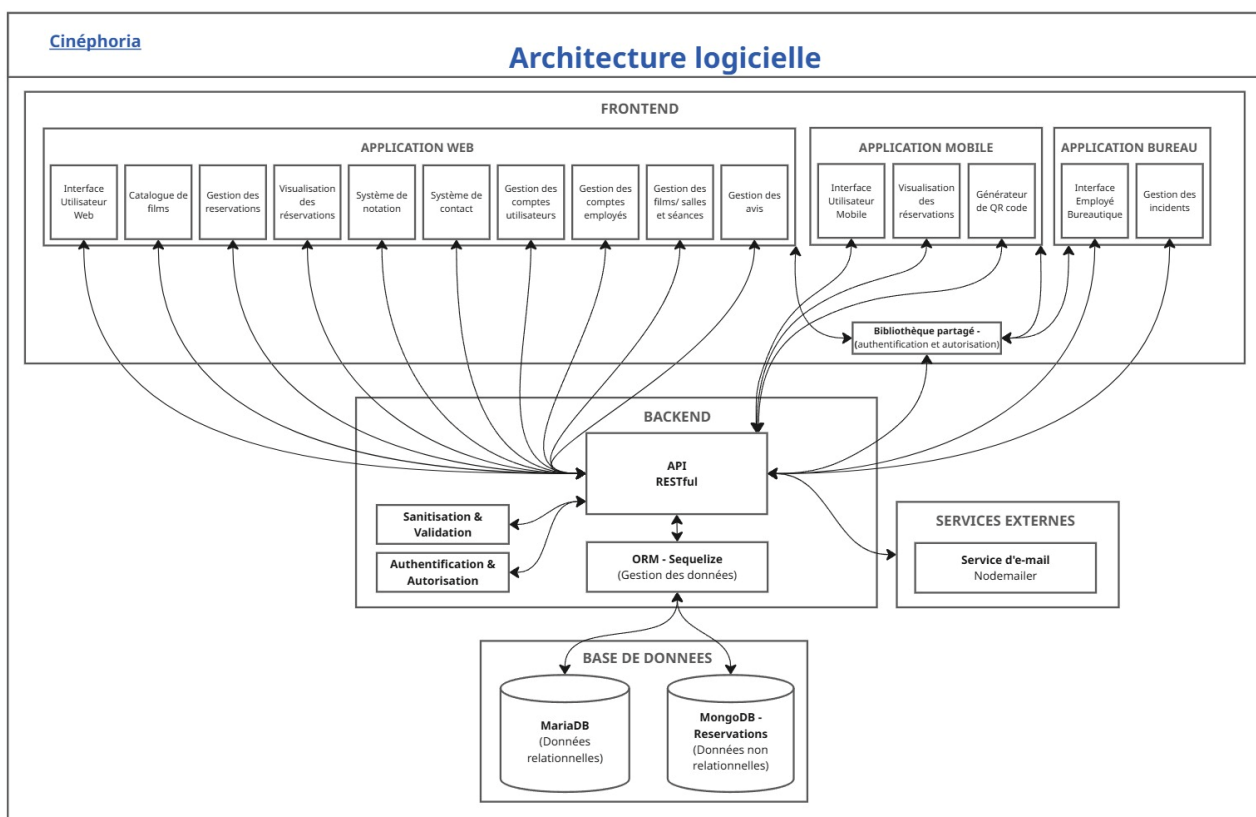 Cinéphoria
Architecture logicielle
FRONTEND
APPLICATION WEB
Interface
Utilisateur
Web
Catalogue de
films
Gestion des
reservations
Visualisation
des
réservations
Système de
notation
Système de
contact
Gestion des
comptes
utilisateurs
Gestion des
comptes
employés
Gestion des
films/ salles
et séances
Gestion des
avis
APPLICATION MOBILE
Interface
Utilisateur
Mobile
Visualisation
des
réservations
Générateur
de QR code
APPLICATION BUREAU
Interface
Employé
Bureautique
Gestion des
incidents
Bibliothèque partagé -
(authentification et autorisation)
BACKEND
API
RESTful
Sanitisation &
Validation
Authentification &
Autorisation
ORM - Sequelize
(Gestion des données)
SERVICES EXTERNES
Service d'e-mail
Nodemailer
BASE DE DONNEES
MariaDB
(Données
relationnelles)
MongoDB -
Reservations
(Données non
relationnelles)